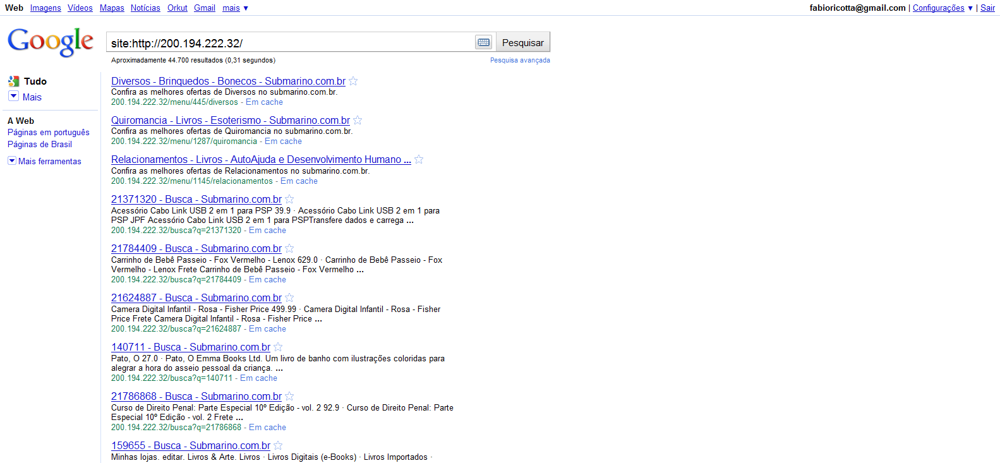 Web Imagens Vídeos Mapas Notícias Orkut Gmail mais ▼
fabioricotta@gmail.com | Configurações ▼ | Sair
Google
site:http://200.194.222.32/
Pesquisar
Aproximadamente 44.700 resultados (0,31 segundos)
Pesquisa avançada
Tudo
Mais
A Web
Páginas em português
Páginas de Brasil
Mais ferramentas
Diversos - Brinquedos - Bonecos - Submarino.com.br
Confira as melhores ofertas de Diversos no submarino.com.br.
200.194.222.32/menu/445/diversos - Em cache
Quiromancia - Livros - Esoterismo - Submarino.com.br
Confira as melhores ofertas de Quiromancia no submarino.com.br.
200.194.222.32/menu/1287/quiromancia - Em cache
Relacionamentos - Livros - AutoAjuda e Desenvolvimento Humano ...
Confira as melhores ofertas de Relacionamentos no submarino.com.br.
200.194.222.32/menu/1145/relacionamentos - Em cache
21371320 - Busca - Submarino.com.br
Acessório Cabo Link USB 2 em 1 para PSP 39.9 · Acessório Cabo Link USB 2 em 1 para
PSP JPF Acessório Cabo Link USB 2 em 1 para PSPTransfere dados e carrega ...
200.194.222.32/busca?q=21371320 - Em cache
21784409 - Busca - Submarino.com.br
Carrinho de Bebê Passeio - Fox Vermelho - Lenox 629.0 · Carrinho de Bebê Passeio - Fox
Vermelho - Lenox Frete Carrinho de Bebê Passeio - Fox Vermelho ...
200.194.222.32/busca?q=21784409 - Em cache
21624887 - Busca - Submarino.com.br
Camera Digital Infantil - Rosa - Fisher Price 499.99 · Camera Digital Infantil - Rosa - Fisher
Price Frete Camera Digital Infantil - Rosa - Fisher Price ...
200.194.222.32/busca?q=21624887 - Em cache
140711 - Busca - Submarino.com.br
Pato, O 27.0 · Pato, O Emma Books Ltd. Um livro de banho com ilustrações coloridas para
alegrar a hora do asseio pessoal da criança. ...
200.194.222.32/busca?q=140711 - Em cache
21786868 - Busca - Submarino.com.br
Curso de Direito Penal: Parte Especial 10º Edição - vol. 2 92.9 · Curso de Direito Penal: Parte
Especial 10º Edição - vol. 2 Frete ...
200.194.222.32/busca?q=21786868 - Em cache
159655 - Busca - Submarino.com.br
Minhas lojas. editar. Livros & Arte. Livros · Livros Digitais (e-Books) · Livros Importados ·